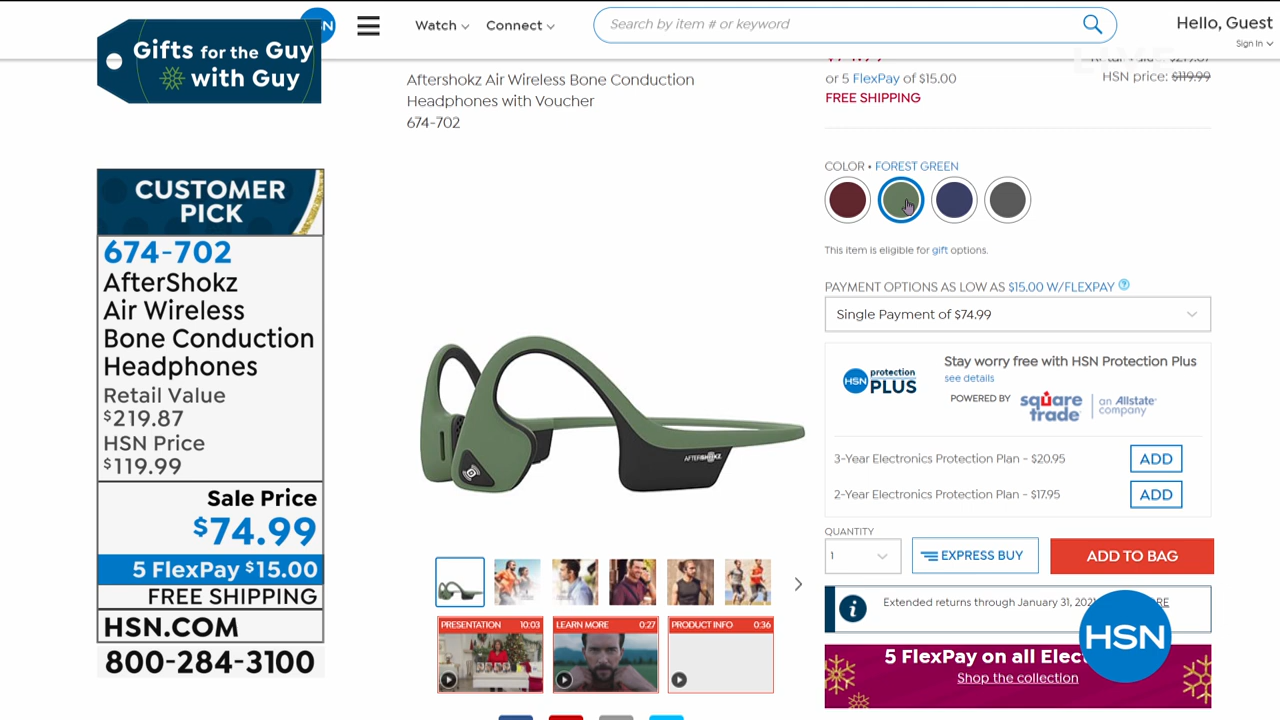 Gifts for the Guy
with Guy
Watch
Connect
Search by item # or keyword
Hello, Guest
Sign In
Aftershokz Air Wireless Bone Conduction
Headphones with Voucher
674-702
or 5 FlexPay of $15.00
FREE SHIPPING
HSN price: $119.99
LIVE
CUSTOMER
PICK
674-702
AfterShokz
Air Wireless
Bone Conduction
Headphones
Retail Value
$219.87
HSN Price
$119.99
Sale Price
$74.99
5 FlexPay $15.00
FREE SHIPPING
HSN.COM
800-284-3100
AFTERSHOKZ
PRESENTATION 10:03
LEARN MORE 0:27
PRODUCT INFO 0:36
COLOR • FOREST GREEN
This item is eligible for gift options.
PAYMENT OPTIONS AS LOW AS $15.00 W/FLEXPAY ?
Single Payment of $74.99
HSN protection PLUS
Stay worry free with HSN Protection Plus
see details
POWERED BY square trade | an Allstate company
3-Year Electronics Protection Plan - $20.95 ADD
2-Year Electronics Protection Plan - $17.95 ADD
QUANTITY
1
EXPRESS BUY
ADD TO BAG
Extended returns through January 31, 202
HSN
5 FlexPay on all Elec
Shop the collection